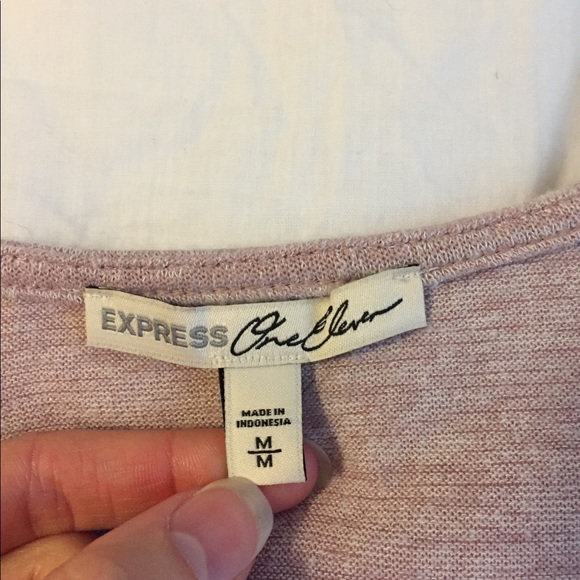 EXPRESS One Eleven
MADE IN
INDONESIA
M
M